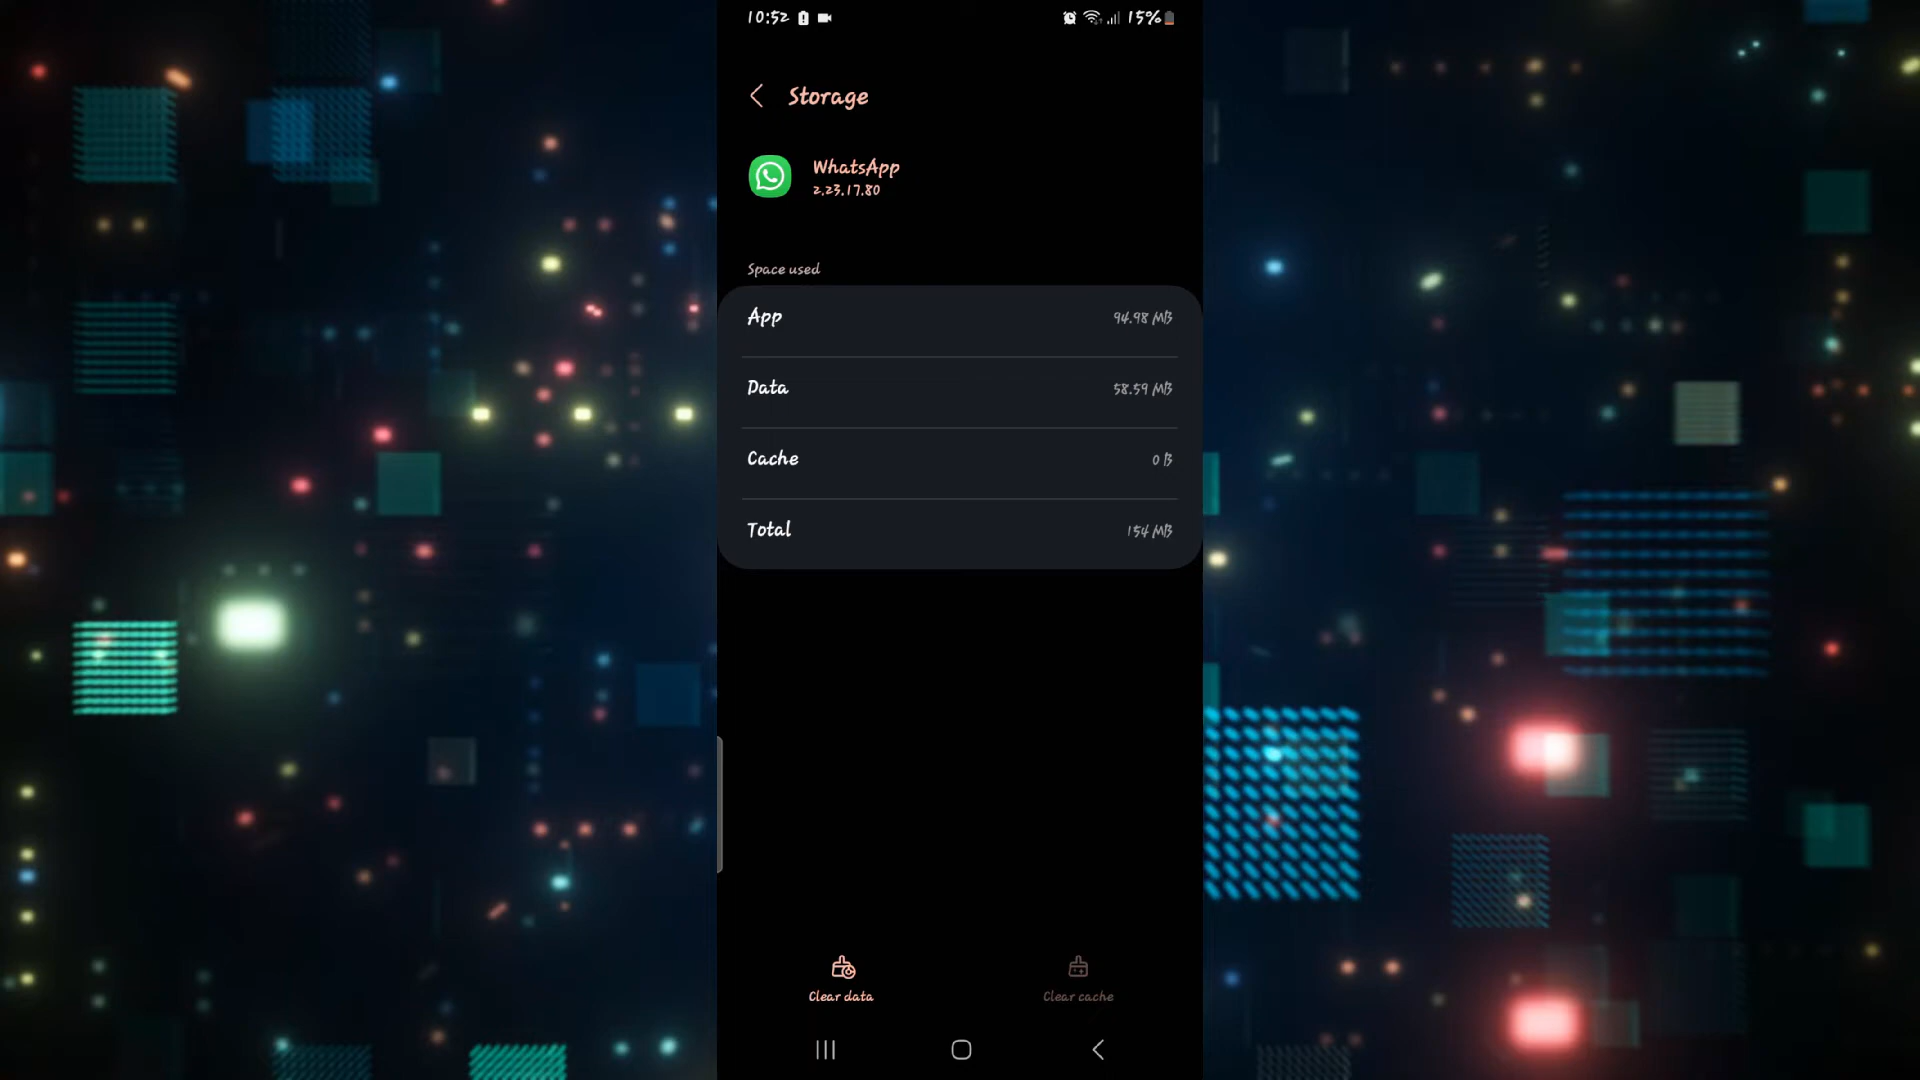 10:52
15%
Storage
WhatsApp
2.23.17.80
Space used
App 94.98 MB
Data 58.59 MB
Cache 0 B
Total 154 MB
Clear data
Clear cache